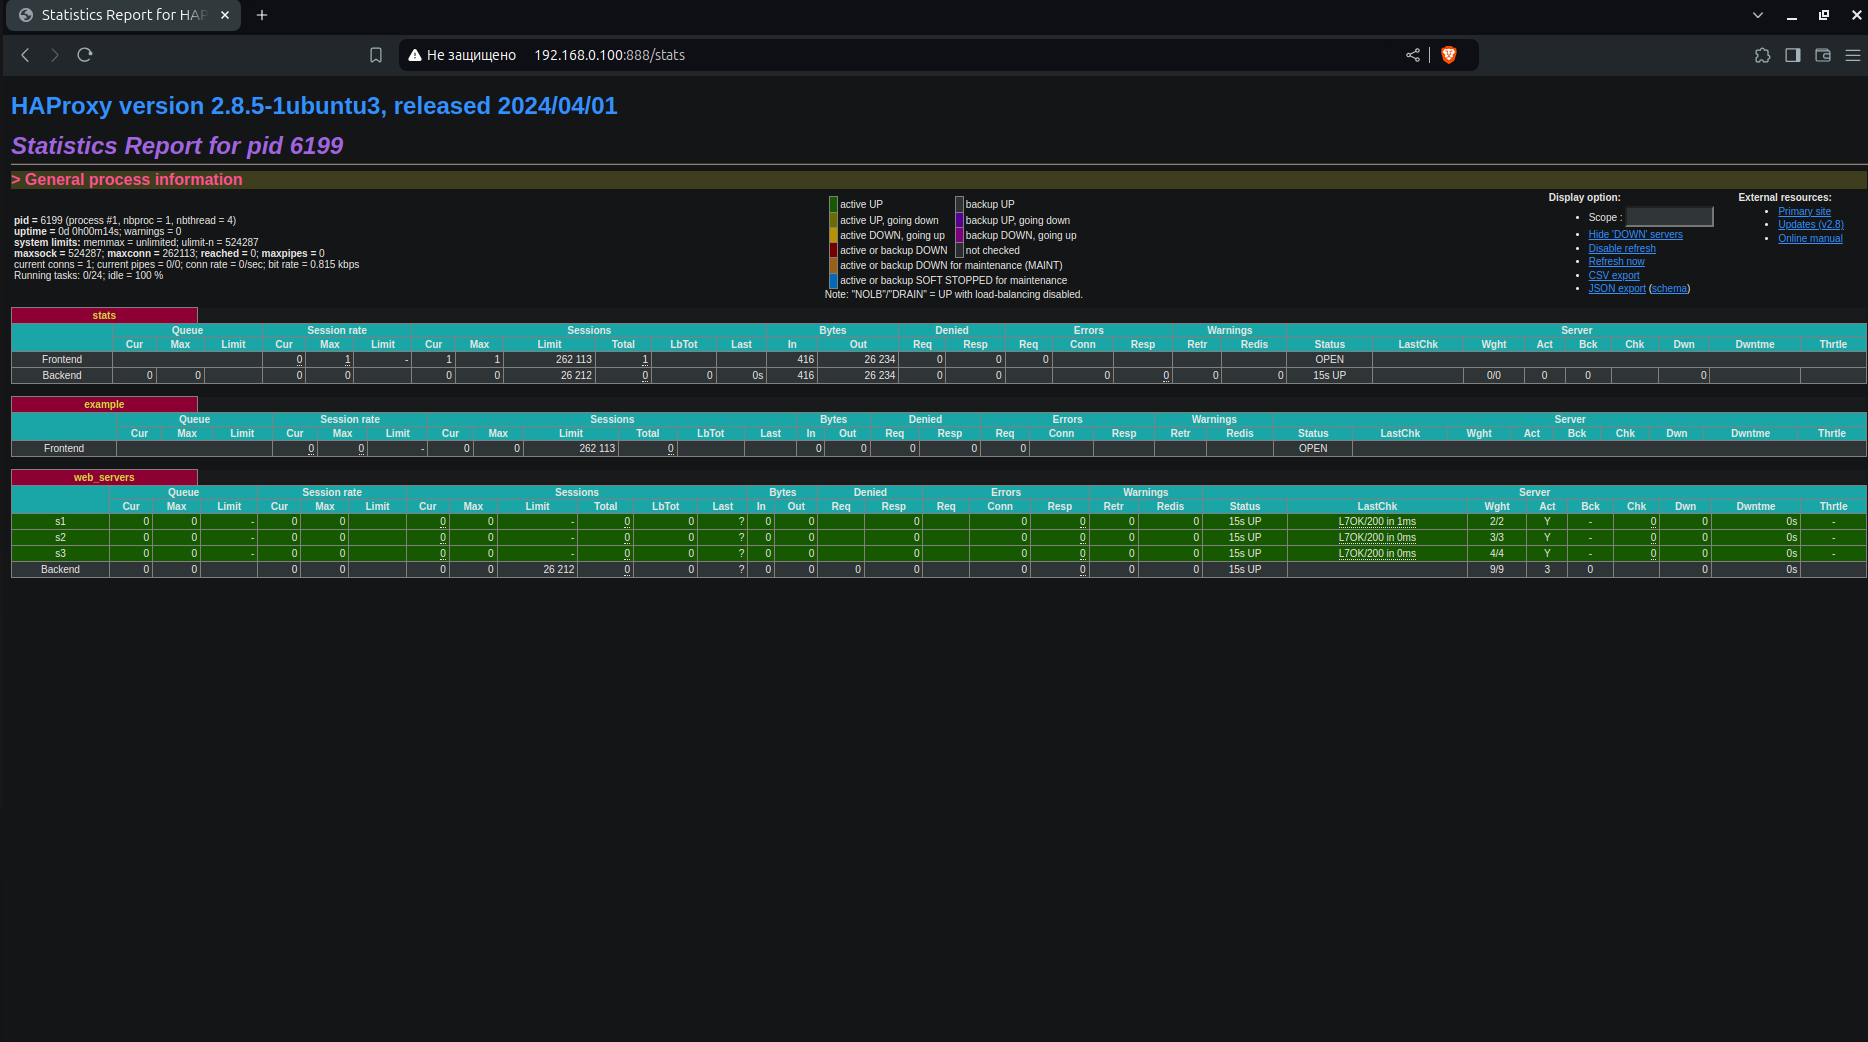 Statistics Report for HAP
Не защищено 192.168.0.100:888/stats
HAProxy version 2.8.5-1ubuntu3, released 2024/04/01
Statistics Report for pid 6199
> General process information
pid = 6199 (process #1, nbproc = 1, nbthread = 4)
uptime = 0d 0h00m14s; warnings = 0
system limits: memmax = unlimited; ulimit-n = 524287
maxsock = 524287; maxconn = 262113; reached = 0; maxpipes = 0
current conns = 1; current pipes = 0/0; conn rate = 0/sec; bit rate = 0.815 kbps
Running tasks: 0/24; idle = 100 %
active UP backup UP
active UP, going down backup UP, going down
active DOWN, going up backup DOWN, going up
active or backup DOWN not checked
active or backup DOWN for maintenance (MAINT)
active or backup SOFT STOPPED for maintenance
Note: "NOLB"/"DRAIN" = UP with load-balancing disabled.
Display option:
Scope :
Hide 'DOWN' servers
Disable refresh
Refresh now
CSV export
JSON export (schema)
External resources:
Primary site
Updates (v2.8)
Online manual
stats
Queue Session rate Sessions Bytes Denied Errors Warnings Server
Cur Max Limit Cur Max Limit Cur Max Limit Total LbTot Last In Out Req Resp Req Conn Resp Retr Redis Status LastChk Wght Act Bck Chk Dwn Dwntme Thrtle
Frontend 0 1 - 1 1 262 113 1 416 26 234 0 0 0 OPEN
Backend 0 0 0 0 0 0 26 212 0 0 0s 416 26 234 0 0 0 0 0 0 15s UP 0/0 0 0 0
example
Queue Session rate Sessions Bytes Denied Errors Warnings Server
Cur Max Limit Cur Max Limit Cur Max Limit Total LbTot Last In Out Req Resp Req Conn Resp Retr Redis Status LastChk Wght Act Bck Chk Dwn Dwntme Thrtle
Frontend 0 0 - 0 0 262 113 0 0 0 0 0 0 OPEN
web_servers
Queue Session rate Sessions Bytes Denied Errors Warnings Server
Cur Max Limit Cur Max Limit Cur Max Limit Total LbTot Last In Out Req Resp Req Conn Resp Retr Redis Status LastChk Wght Act Bck Chk Dwn Dwntme Thrtle
s1 0 0 - 0 0 0 0 - 0 0 ? 0 0 0 0 0 0 0 15s UP L7OK/200 in 1ms 2/2 Y - 0 0 0s -
s2 0 0 - 0 0 0 0 - 0 0 ? 0 0 0 0 0 0 0 15s UP L7OK/200 in 0ms 3/3 Y - 0 0 0s -
s3 0 0 - 0 0 0 0 - 0 0 ? 0 0 0 0 0 0 0 15s UP L7OK/200 in 0ms 4/4 Y - 0 0 0s -
Backend 0 0 0 0 0 0 26 212 0 0 ? 0 0 0 0 0 0 0 0 15s UP 9/9 3 0 0 0s